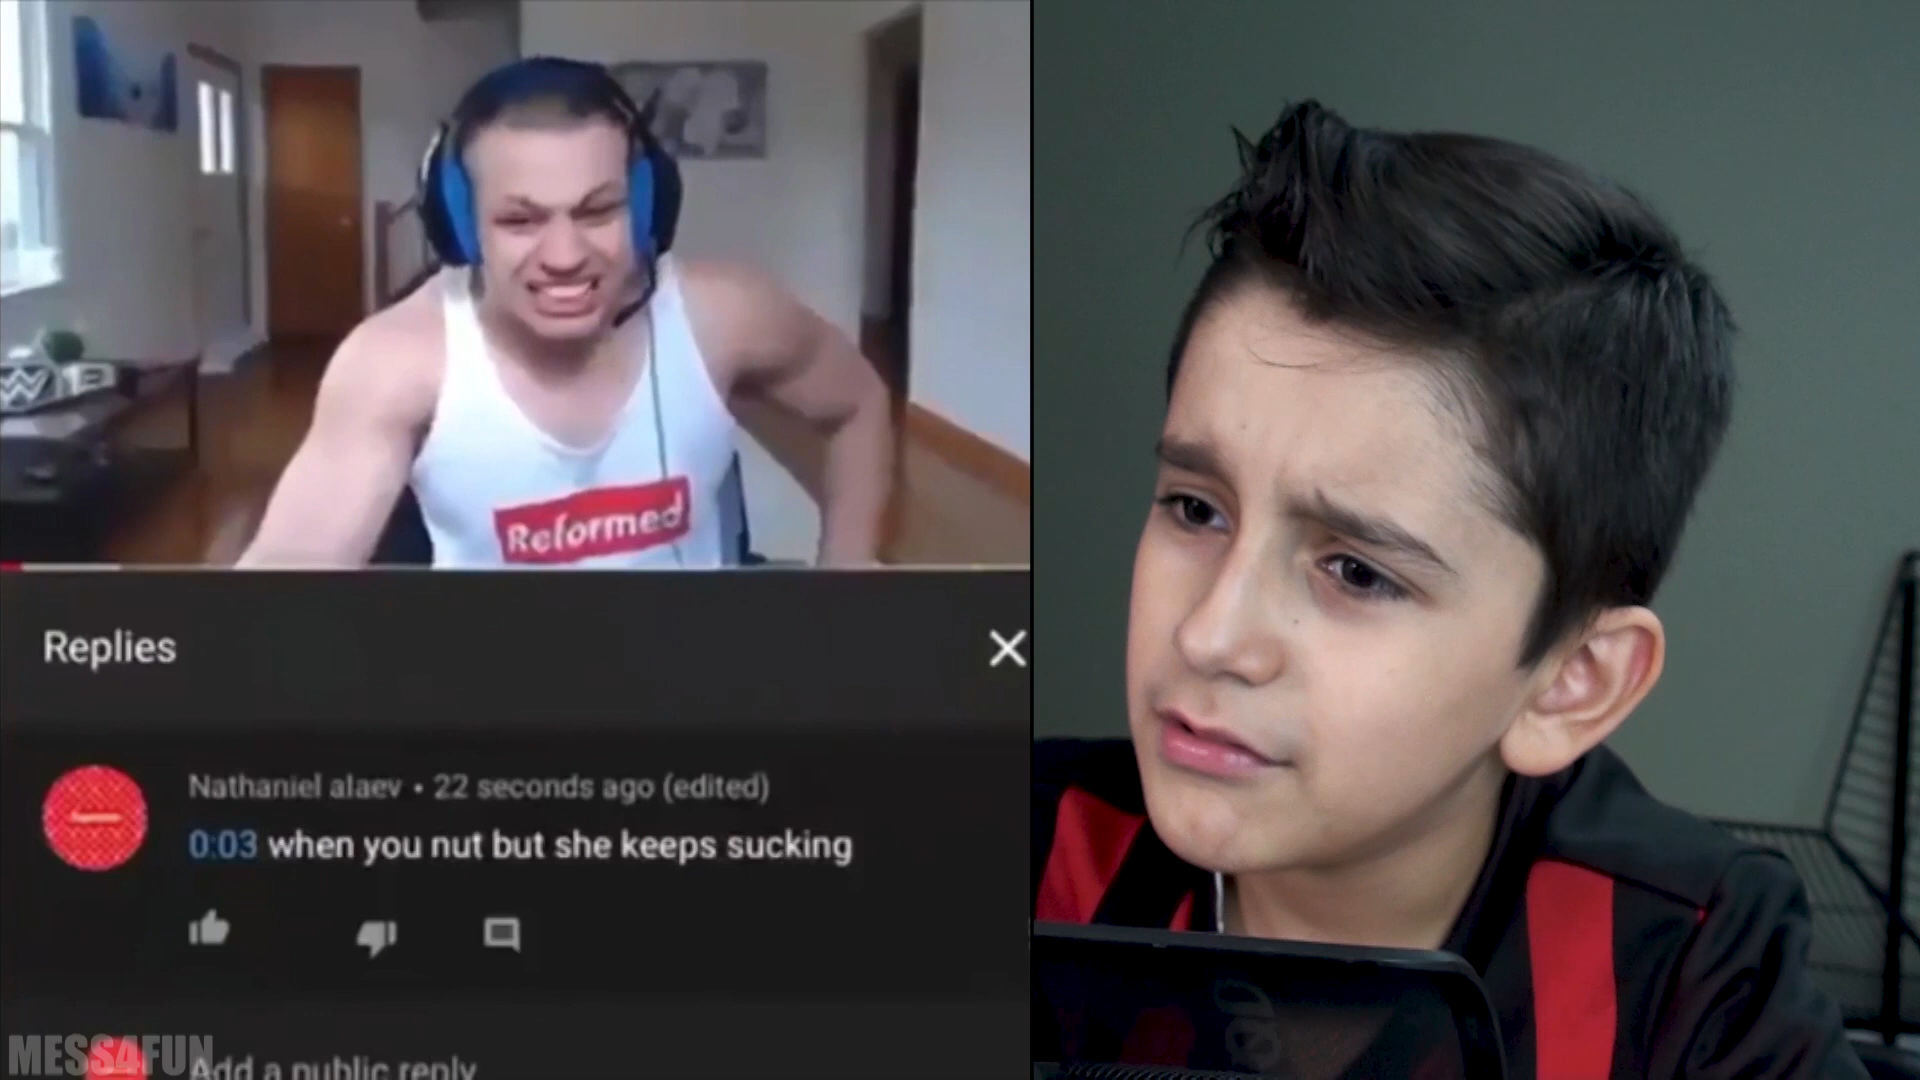 Reformed
Replies
Nathaniel alaev • 22 seconds ago (edited)
0:03 when you nut but she keeps sucking
MESS4FUN
Add a public reply